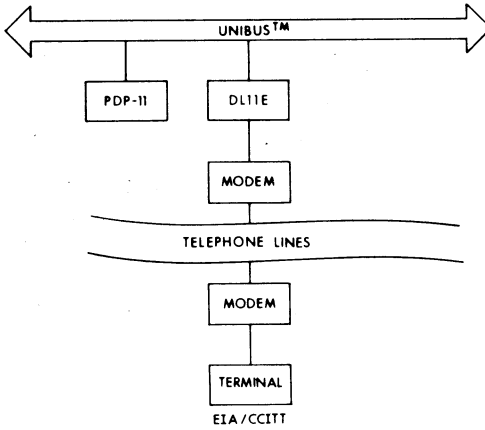 UNIBUS™
PDP-11
DL11E
MODEM
TELEPHONE LINES
MODEM
TERMINAL
EIA/CCITT